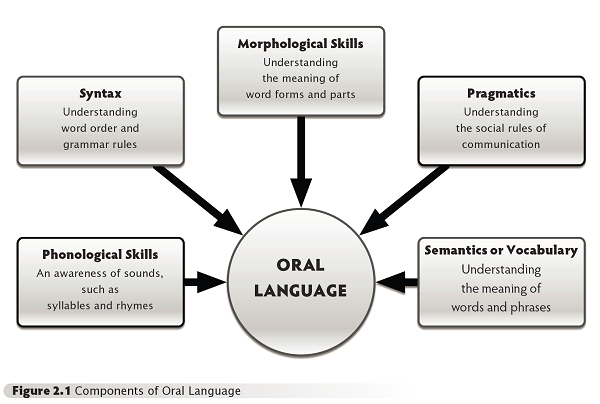 Morphological Skills
Understanding
the meaning of
word forms and parts
Syntax
Understanding
word order and
grammar rules
Pragmatics
Understanding
the social rules of
communication
Phonological Skills
An awareness of sounds,
such as
syllables and rhymes
ORAL
LANGUAGE
Semantics or Vocabulary
Understanding
the meaning of
words and phrases
Figure 2.1 Components of Oral Language